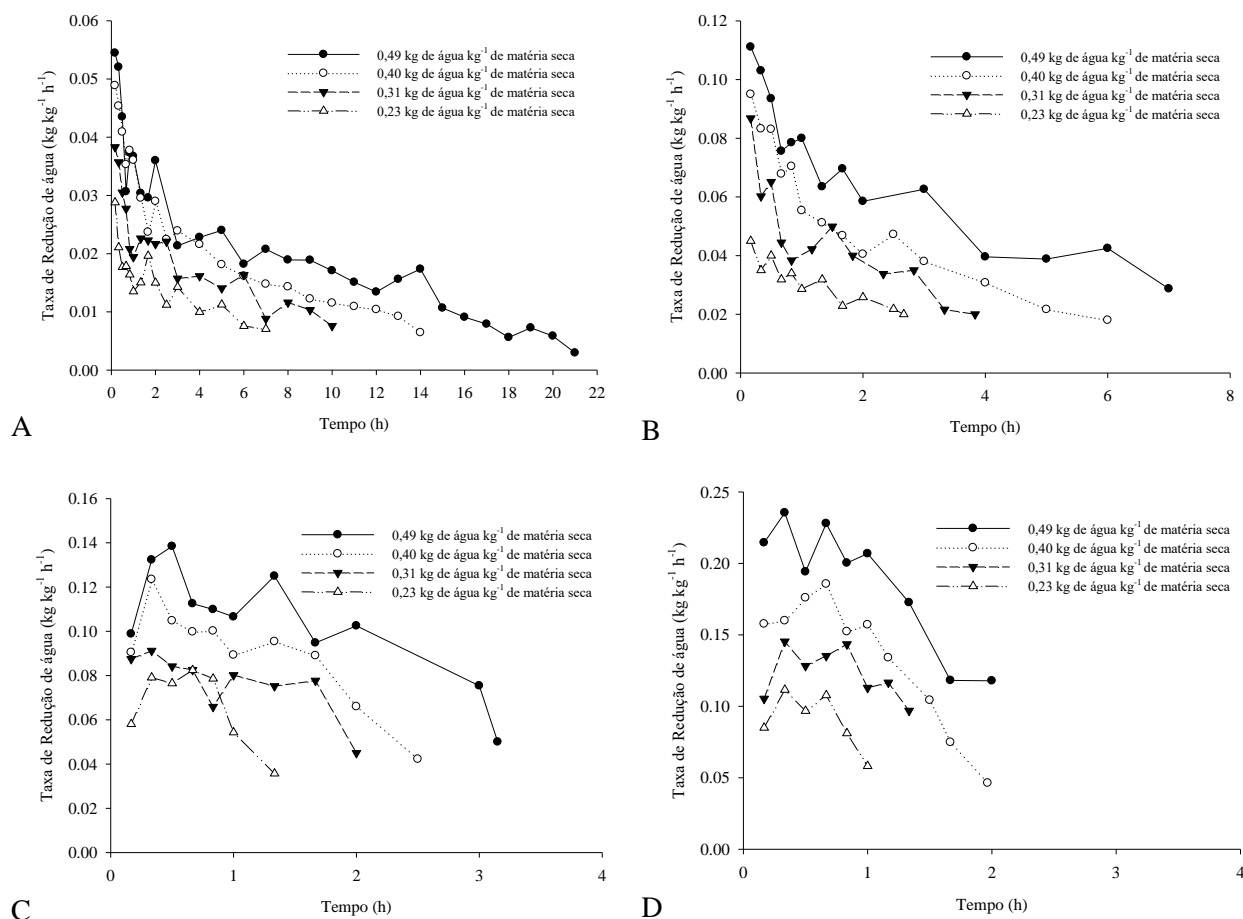 Taxa de Redução de água (kg kg⁻¹ h⁻¹)
0.06
0.05
0.04
0.03
0.02
0.01
0.00
0,49 kg de água kg⁻¹ de matéria seca
0,40 kg de água kg⁻¹ de matéria seca
0,31 kg de água kg⁻¹ de matéria seca
0,23 kg de água kg⁻¹ de matéria seca
0 2 4 6 8 10 12 14 16 18 20 22
Tempo (h)
A
Taxa de Redução de água (kg kg⁻¹ h⁻¹)
0.12
0.10
0.08
0.06
0.04
0.02
0.00
0,49 kg de água kg⁻¹ de matéria seca
0,40 kg de água kg⁻¹ de matéria seca
0,31 kg de água kg⁻¹ de matéria seca
0,23 kg de água kg⁻¹ de matéria seca
0 2 4 6 8
Tempo (h)
B
Taxa de Redução de água (kg kg⁻¹ h⁻¹)
0.16
0.14
0.12
0.10
0.08
0.06
0.04
0.02
0.00
0,49 kg de água kg⁻¹ de matéria seca
0,40 kg de água kg⁻¹ de matéria seca
0,31 kg de água kg⁻¹ de matéria seca
0,23 kg de água kg⁻¹ de matéria seca
0 1 2 3 4
Tempo (h)
C
Taxa de Redução de água (kg kg⁻¹ h⁻¹)
0.25
0.20
0.15
0.10
0.05
0.00
0,49 kg de água kg⁻¹ de matéria seca
0,40 kg de água kg⁻¹ de matéria seca
0,31 kg de água kg⁻¹ de matéria seca
0,23 kg de água kg⁻¹ de matéria seca
0 1 2 3 4
Tempo (h)
D